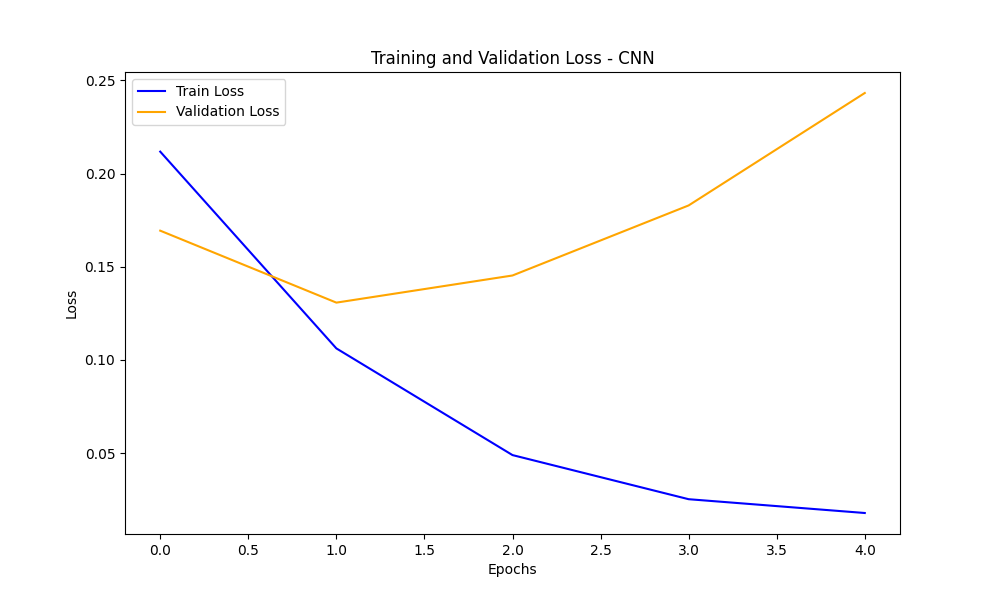 Training and Validation Loss - CNN
Train Loss
Validation Loss
0.25
0.20
0.15
0.10
0.05
Loss
0.0 0.5 1.0 1.5 2.0 2.5 3.0 3.5 4.0
Epochs